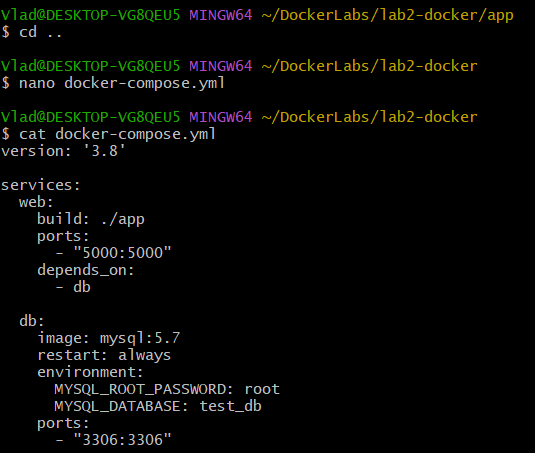 Vlad@DESKTOP-VG8QEU5 MINGW64 ~/DockerLabs/lab2-docker/app
$ cd ..

Vlad@DESKTOP-VG8QEU5 MINGW64 ~/DockerLabs/lab2-docker
$ nano docker-compose.yml

Vlad@DESKTOP-VG8QEU5 MINGW64 ~/DockerLabs/lab2-docker
$ cat docker-compose.yml
version: '3.8'

services:
  web:
    build: ./app
    ports:
      - "5000:5000"
    depends_on:
      - db

  db:
    image: mysql:5.7
    restart: always
    environment:
      MYSQL_ROOT_PASSWORD: root
      MYSQL_DATABASE: test_db
    ports:
      - "3306:3306"